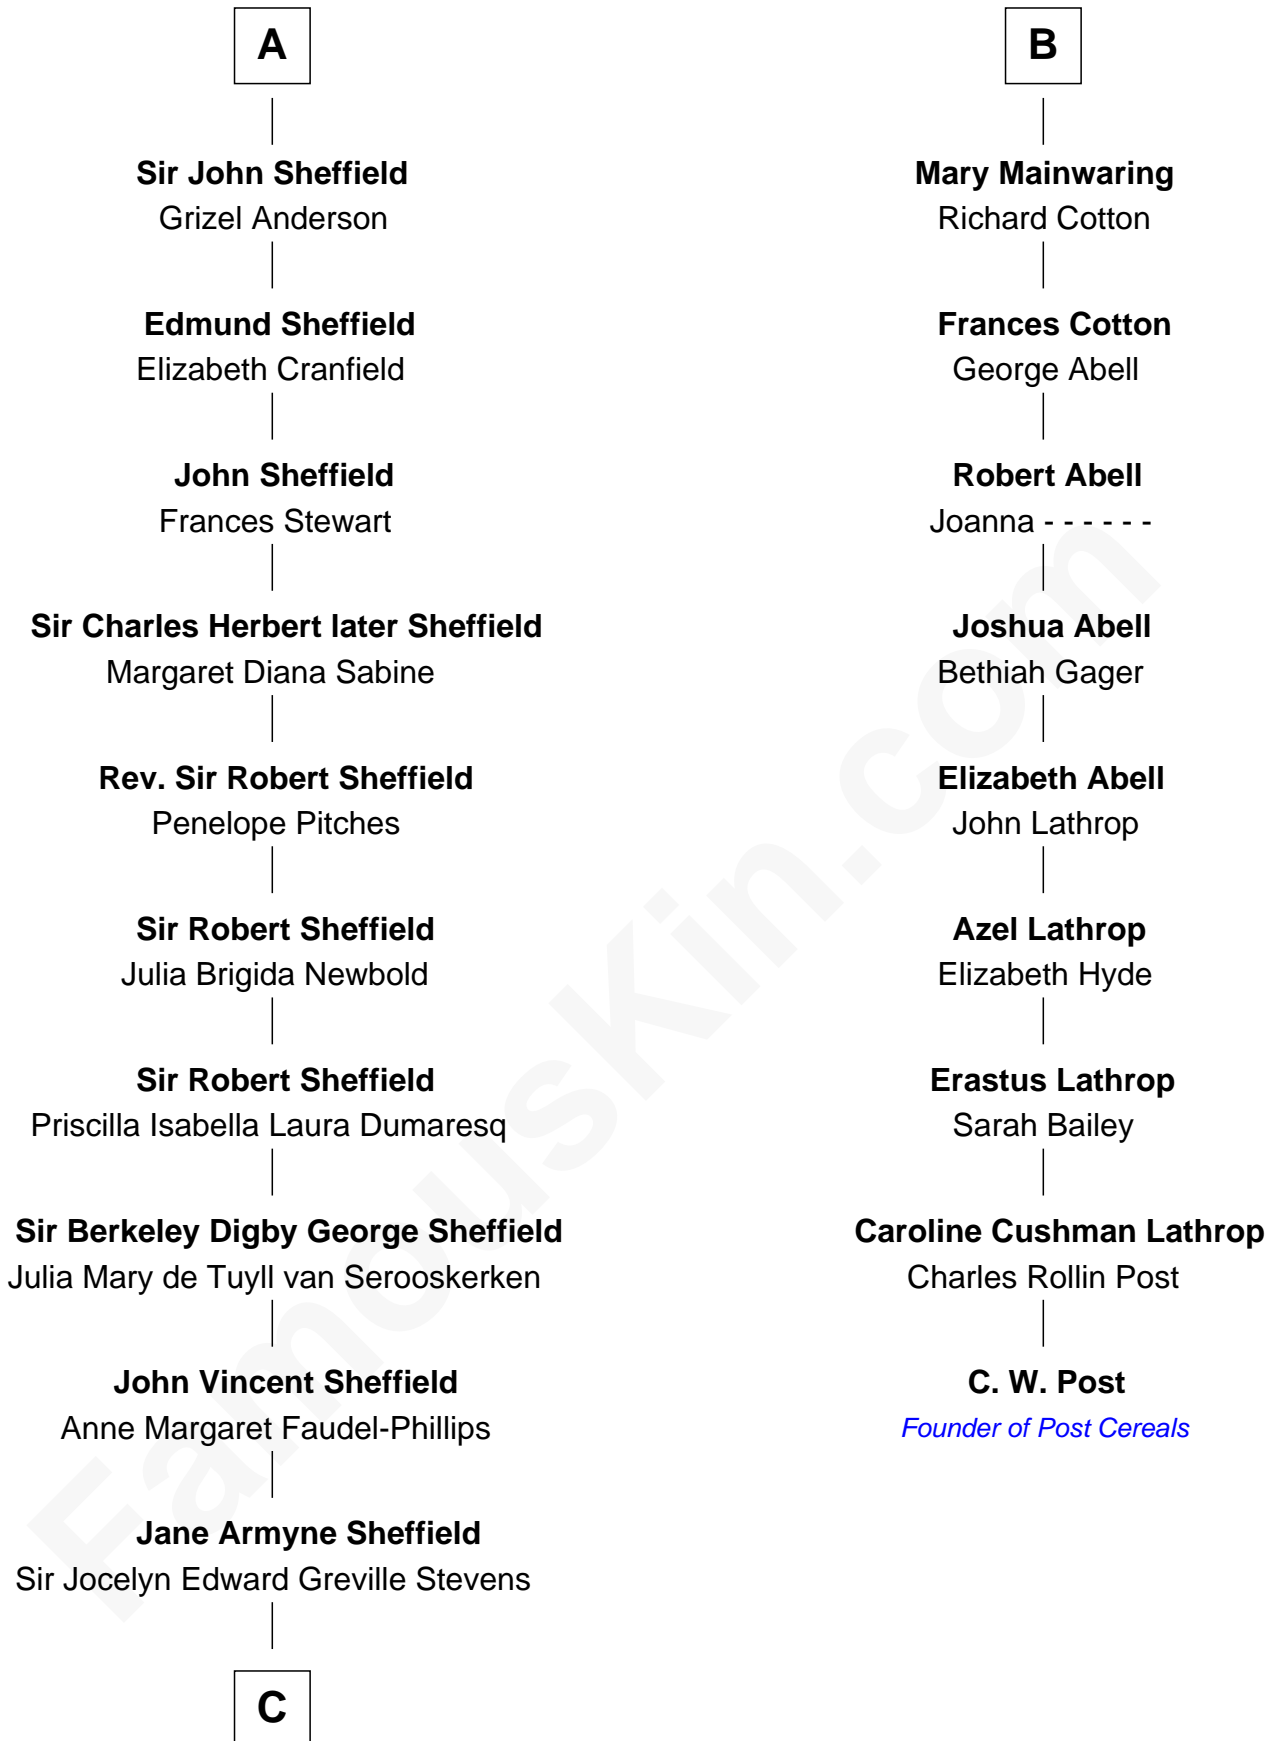 A
Sir John Sheffield
Grizel Anderson
Edmund Sheffield
Elizabeth Cranfield
John Sheffield
Frances Stewart
Sir Charles Herbert later Sheffield
Margaret Diana Sabine
Rev. Sir Robert Sheffield
Penelope Pitches
Sir Robert Sheffield
Julia Brigida Newbold
Sir Robert Sheffield
Priscilla Isabella Laura Dumaresq
Sir Berkeley Digby George Sheffield
Julia Mary de Tuyll van Serooskerken
John Vincent Sheffield
Anne Margaret Faudel-Phillips
Jane Armyne Sheffield
Sir Jocelyn Edward Greville Stevens
C
B
Mary Mainwaring
Richard Cotton
Frances Cotton
George Abell
Robert Abell
Joanna - - - - - -
Joshua Abell
Bethiah Gager
Elizabeth Abell
John Lathrop
Azel Lathrop
Elizabeth Hyde
Erastus Lathrop
Sarah Bailey
Caroline Cushman Lathrop
Charles Rollin Post
C. W. Post
Founder of Post Cereals
FamousKin.com